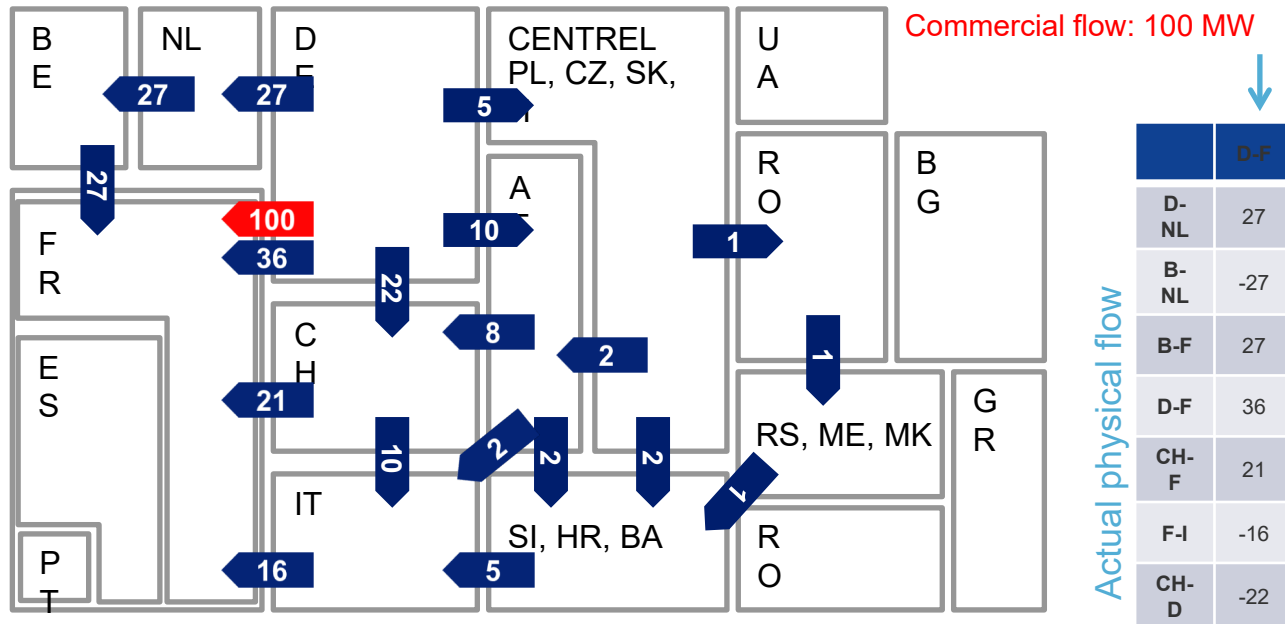 Commercial flow: 100 MW
B
E
NL
D
CENTREL
PL, CZ, SK,
U
A
27
27
5
27
R
O
B
G
A
100
36
10
1
F
R
22
C
H
8
2
1
E
S
21
G
R
10
2
2
2
RS, ME, MK
1
IT
SI, HR, BA
R
O
P
T
16
5
Actual physical flow
D-F
D-
NL
27
B-
NL
-27
B-F
27
D-F
36
CH-
F
21
F-I
-16
CH-
D
-22